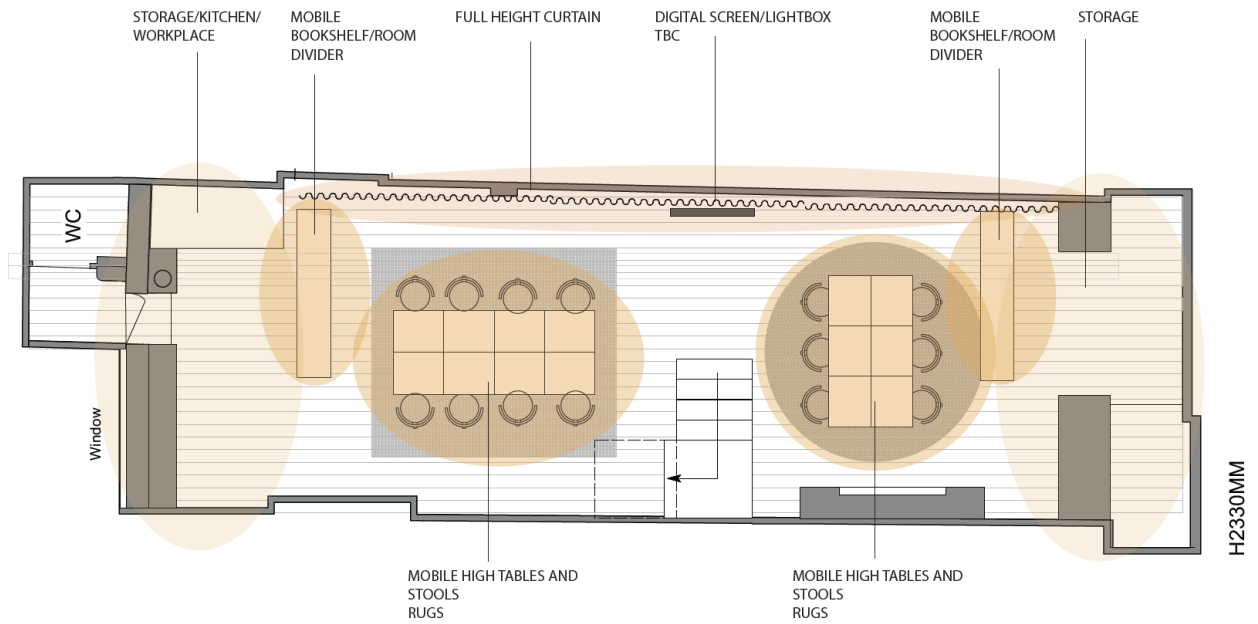 STORAGE/KITCHEN/
WORKPLACE
MOBILE
BOOKSHELF/ROOM
DIVIDER
FULL HEIGHT CURTAIN
DIGITAL SCREEN/LIGHTBOX
TBC
MOBILE
BOOKSHELF/ROOM
DIVIDER
STORAGE
WC
Window
H2330MM
MOBILE HIGH TABLES AND
STOOLS
RUGS
MOBILE HIGH TABLES AND
STOOLS
RUGS